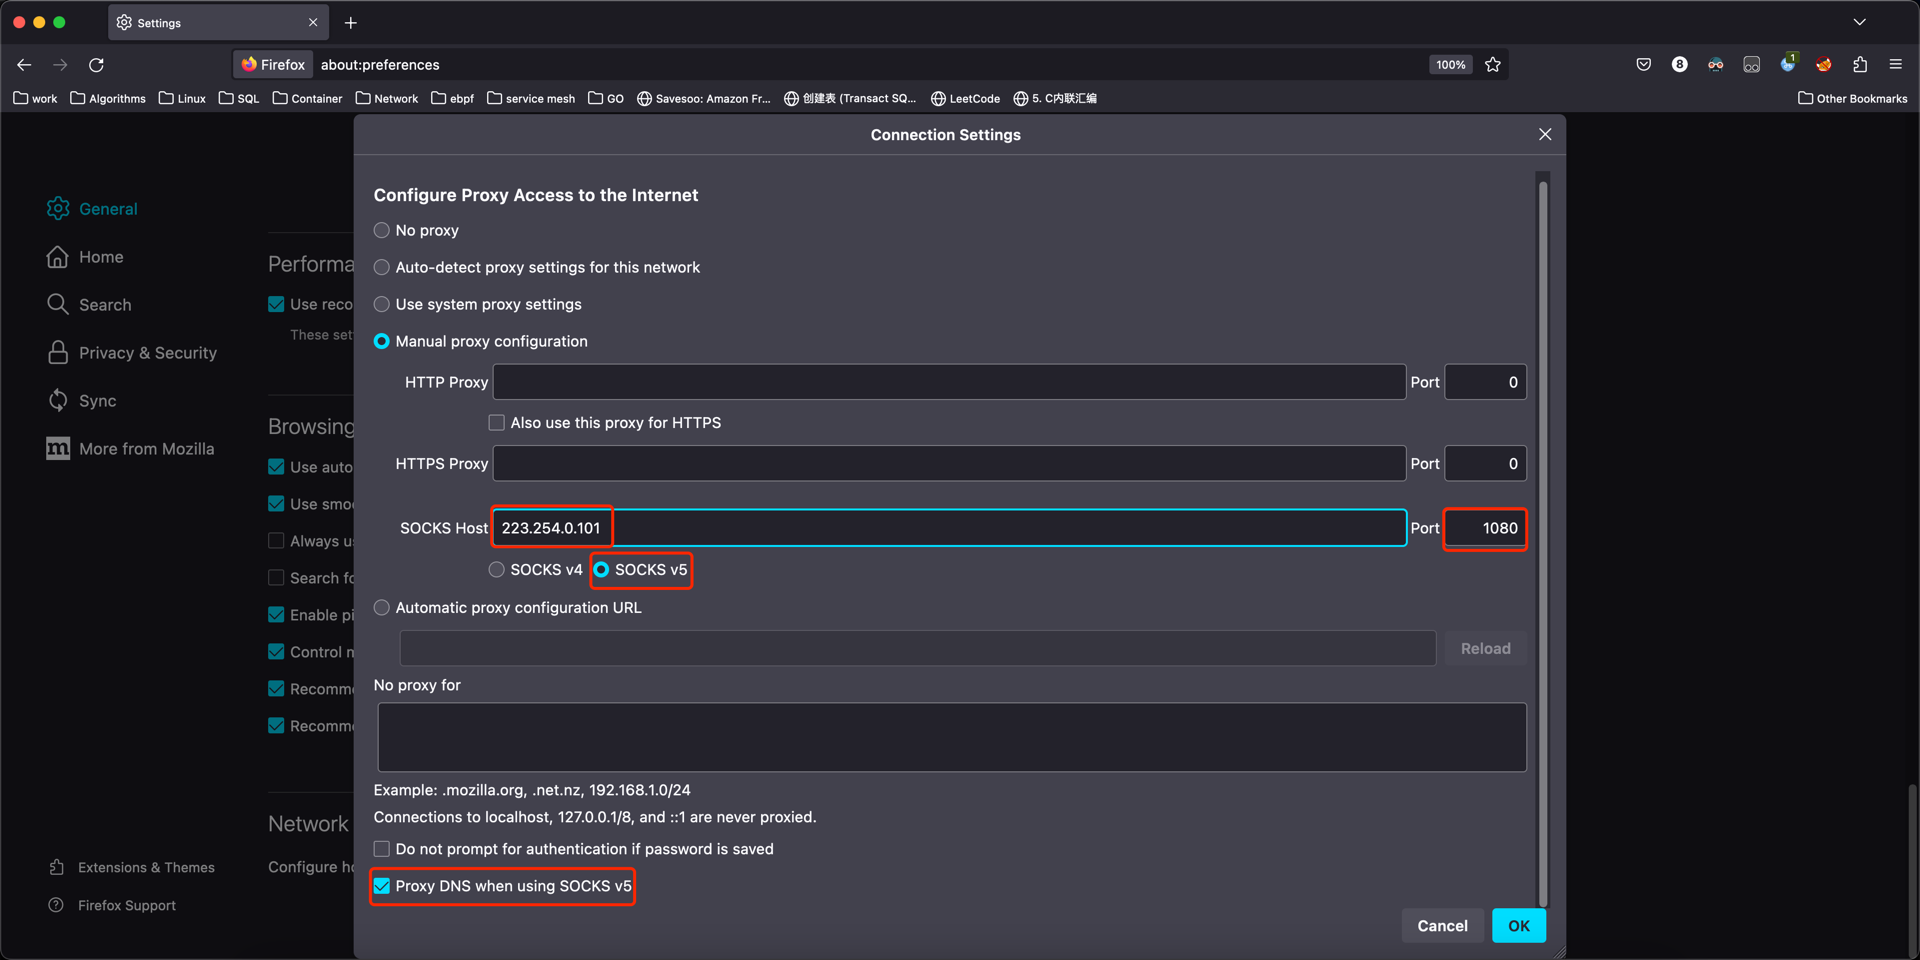 Settings
Firefox about:preferences 100% 8 1
work Algorithms Linux SQL Container Network ebpf service mesh GO Savesoo: Amazon Fr... 创建表 (Transact SQ... LeetCode 5. C内联汇编 Other Bookmarks
Connection Settings
General
Home
Search
Privacy & Security
Sync
m More from Mozilla
Extensions & Themes
Firefox Support
Performa
Use reco
These set
Browsing
Use auto
Use smoo
Always us
Search fo
Enable pi
Control m
Recomme
Recomme
Network
Configure ho
Configure Proxy Access to the Internet
No proxy
Auto-detect proxy settings for this network
Use system proxy settings
Manual proxy configuration
HTTP Proxy Port 0
Also use this proxy for HTTPS
HTTPS Proxy Port 0
SOCKS Host 223.254.0.101 Port 1080
SOCKS v4 SOCKS v5
Automatic proxy configuration URL
Reload
No proxy for
Example: .mozilla.org, .net.nz, 192.168.1.0/24
Connections to localhost, 127.0.0.1/8, and ::1 are never proxied.
Do not prompt for authentication if password is saved
Proxy DNS when using SOCKS v5
Cancel OK